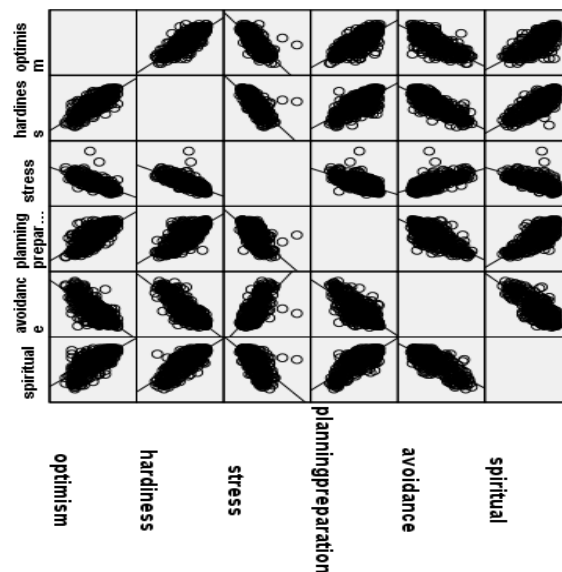 optimis
m
hardines
s
stress
planning
prepar...
avoidanc
e
spiritual
optimism
hardiness
stress
planningpreparation
avoidance
spiritual